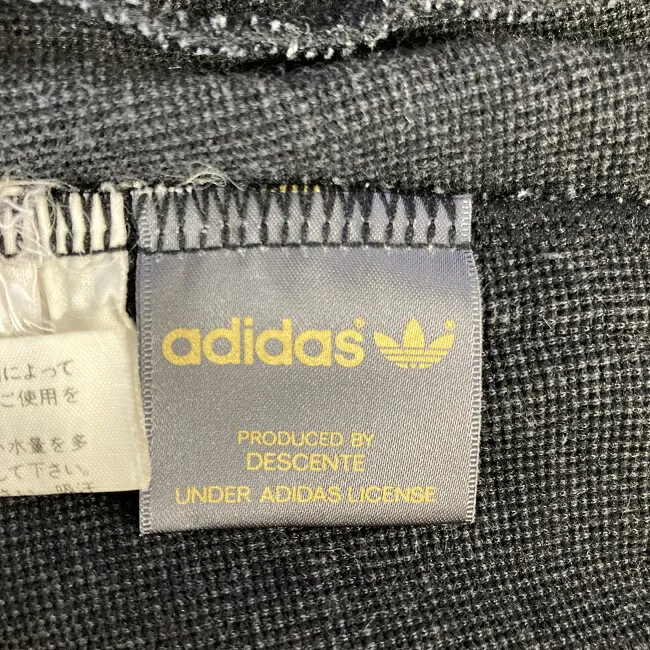 adidas®
PRODUCED BY
DESCENTE
UNDER ADIDAS LICENSE
によって
ご使用を
水量を多
して下さい。